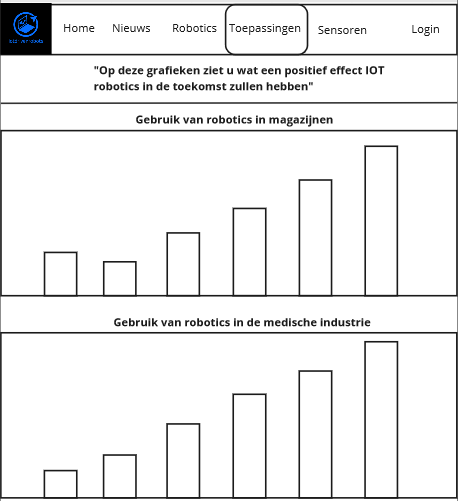 Home Nieuws Robotics Toepassingen Sensoren Login
"Op deze grafieken ziet u wat een positief effect IOT
robotics in de toekomst zullen hebben"
Gebruik van robotics in magazijnen
Gebruik van robotics in de medische industrie